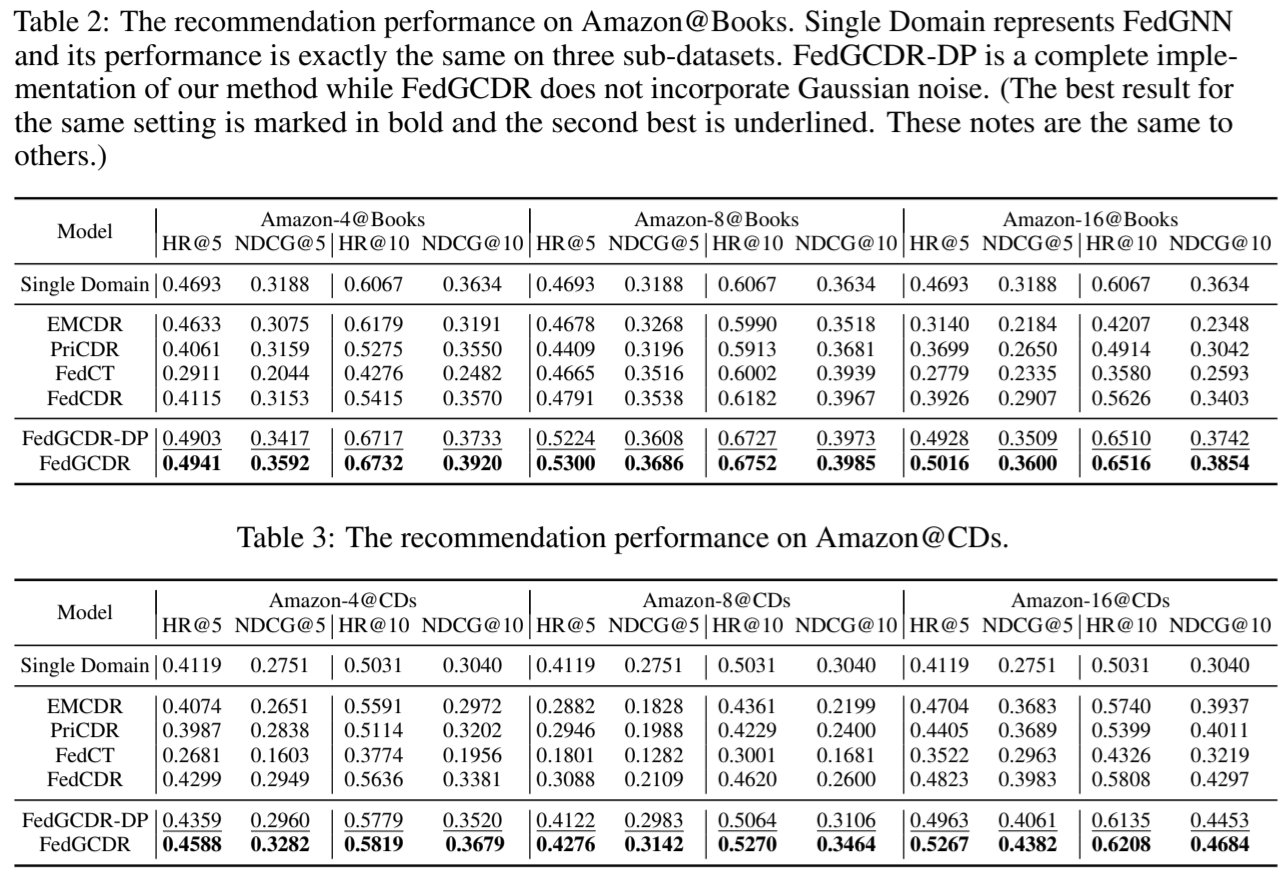 Table 2: The recommendation performance on Amazon@Books. Single Domain represents FedGNN
and its performance is exactly the same on three sub-datasets. FedGCDR-DP is a complete imple-
mentation of our method while FedGCDR does not incorporate Gaussian noise. (The best result for
the same setting is marked in bold and the second best is underlined. These notes are the same to
others.)
Model Amazon-4@Books Amazon-8@Books Amazon-16@Books
HR@5 NDCG@5 HR@10 NDCG@10 HR@5 NDCG@5 HR@10 NDCG@10 HR@5 NDCG@5 HR@10 NDCG@10
Single Domain 0.4693 0.3188 0.6067 0.3634 0.4693 0.3188 0.6067 0.3634 0.4693 0.3188 0.6067 0.3634
EMCDR 0.4633 0.3075 0.6179 0.3191 0.4678 0.3268 0.5990 0.3518 0.3140 0.2184 0.4207 0.2348
PriCDR 0.4061 0.3159 0.5275 0.3550 0.4409 0.3196 0.5913 0.3681 0.3699 0.2650 0.4914 0.3042
FedCT 0.2911 0.2044 0.4276 0.2482 0.4665 0.3516 0.6002 0.3939 0.2779 0.2335 0.3580 0.2593
FedCDR 0.4115 0.3153 0.5415 0.3570 0.4791 0.3538 0.6182 0.3967 0.3926 0.2907 0.5626 0.3403
FedGCDR-DP 0.4903 0.3417 0.6717 0.3733 0.5224 0.3608 0.6727 0.3973 0.4928 0.3509 0.6510 0.3742
FedGCDR 0.4941 0.3592 0.6732 0.3920 0.5300 0.3686 0.6752 0.3985 0.5016 0.3600 0.6516 0.3854
Table 3: The recommendation performance on Amazon@CDs.
Model Amazon-4@CDs Amazon-8@CDs Amazon-16@CDs
HR@5 NDCG@5 HR@10 NDCG@10 HR@5 NDCG@5 HR@10 NDCG@10 HR@5 NDCG@5 HR@10 NDCG@10
Single Domain 0.4119 0.2751 0.5031 0.3040 0.4119 0.2751 0.5031 0.3040 0.4119 0.2751 0.5031 0.3040
EMCDR 0.4074 0.2651 0.5591 0.2972 0.2882 0.1828 0.4361 0.2199 0.4704 0.3683 0.5740 0.3937
PriCDR 0.3987 0.2838 0.5114 0.3202 0.2946 0.1988 0.4229 0.2400 0.4405 0.3689 0.5399 0.4011
FedCT 0.2681 0.1603 0.3774 0.1956 0.1801 0.1282 0.3001 0.1681 0.3522 0.2963 0.4326 0.3219
FedCDR 0.4299 0.2949 0.5636 0.3381 0.3088 0.2109 0.4620 0.2600 0.4823 0.3983 0.5808 0.4297
FedGCDR-DP 0.4359 0.2960 0.5779 0.3520 0.4122 0.2983 0.5064 0.3106 0.4963 0.4061 0.6135 0.4453
FedGCDR 0.4588 0.3282 0.5819 0.3679 0.4276 0.3142 0.5270 0.3464 0.5267 0.4382 0.6208 0.4684